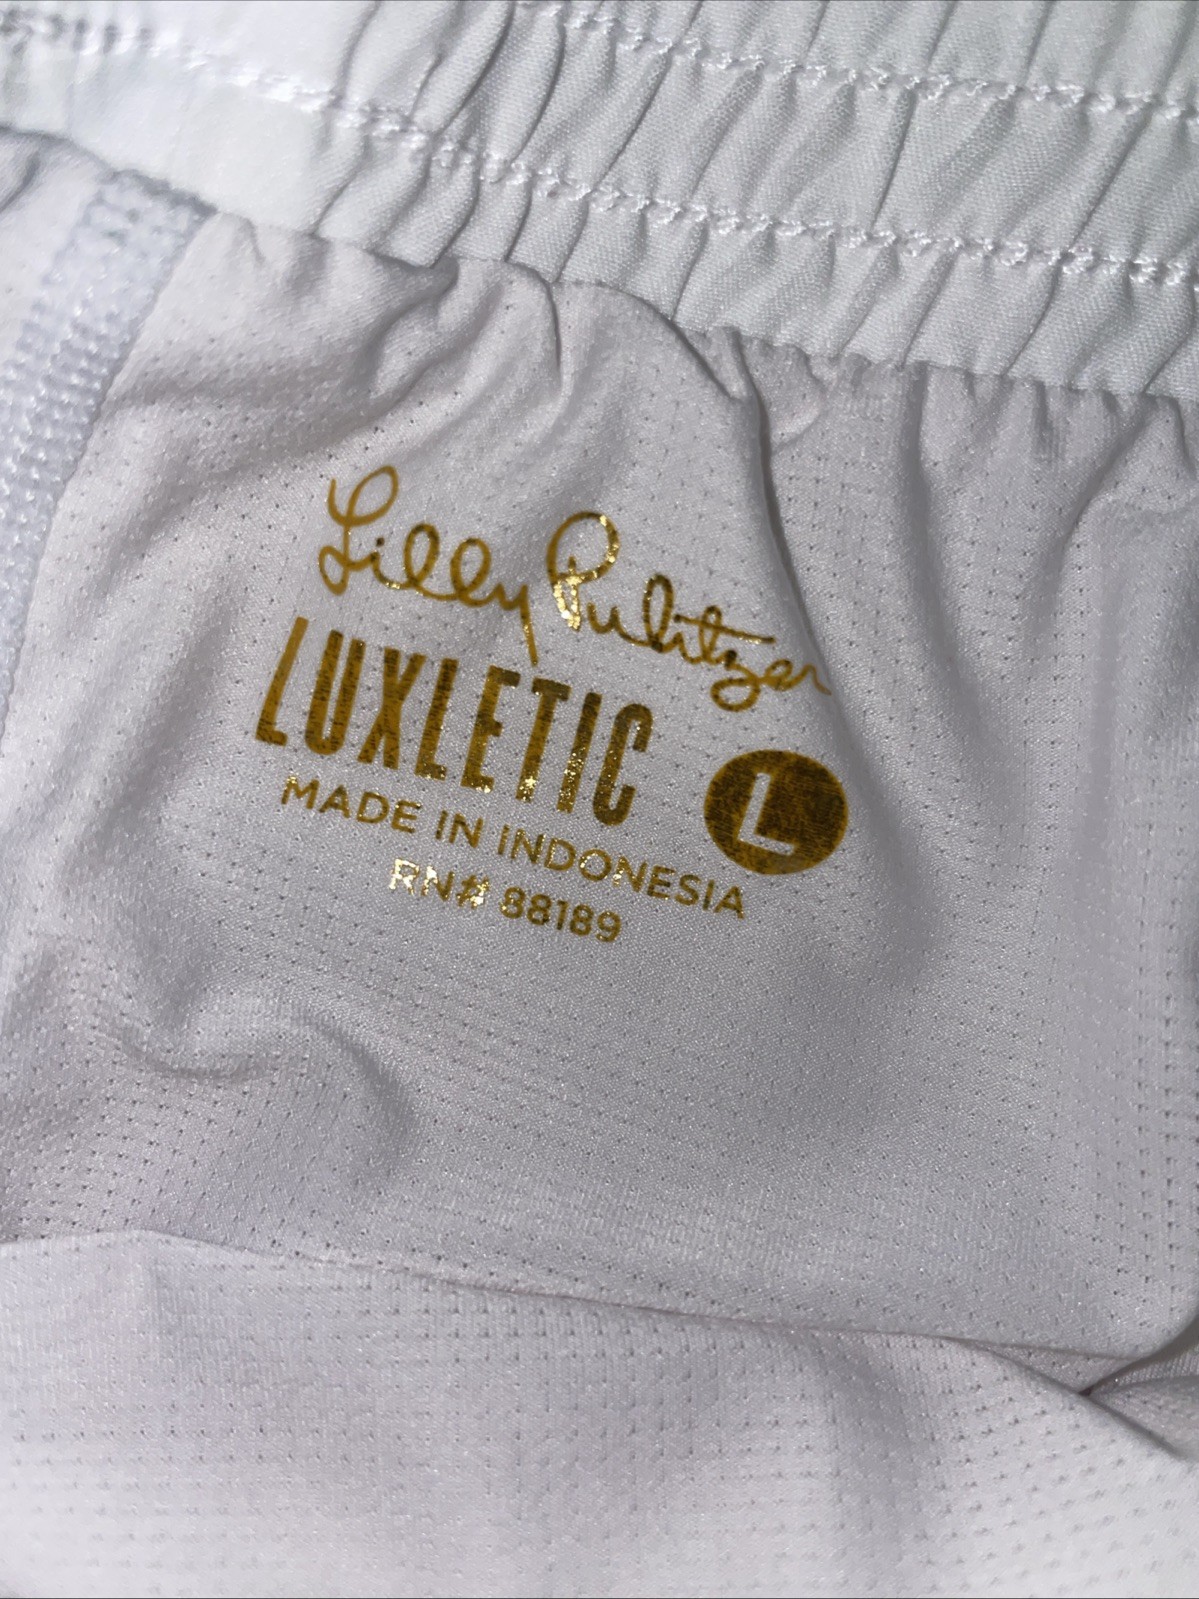 Lilly Pulitzer
LUXLETIC
L
MADE IN INDONESIA
RN# 88189